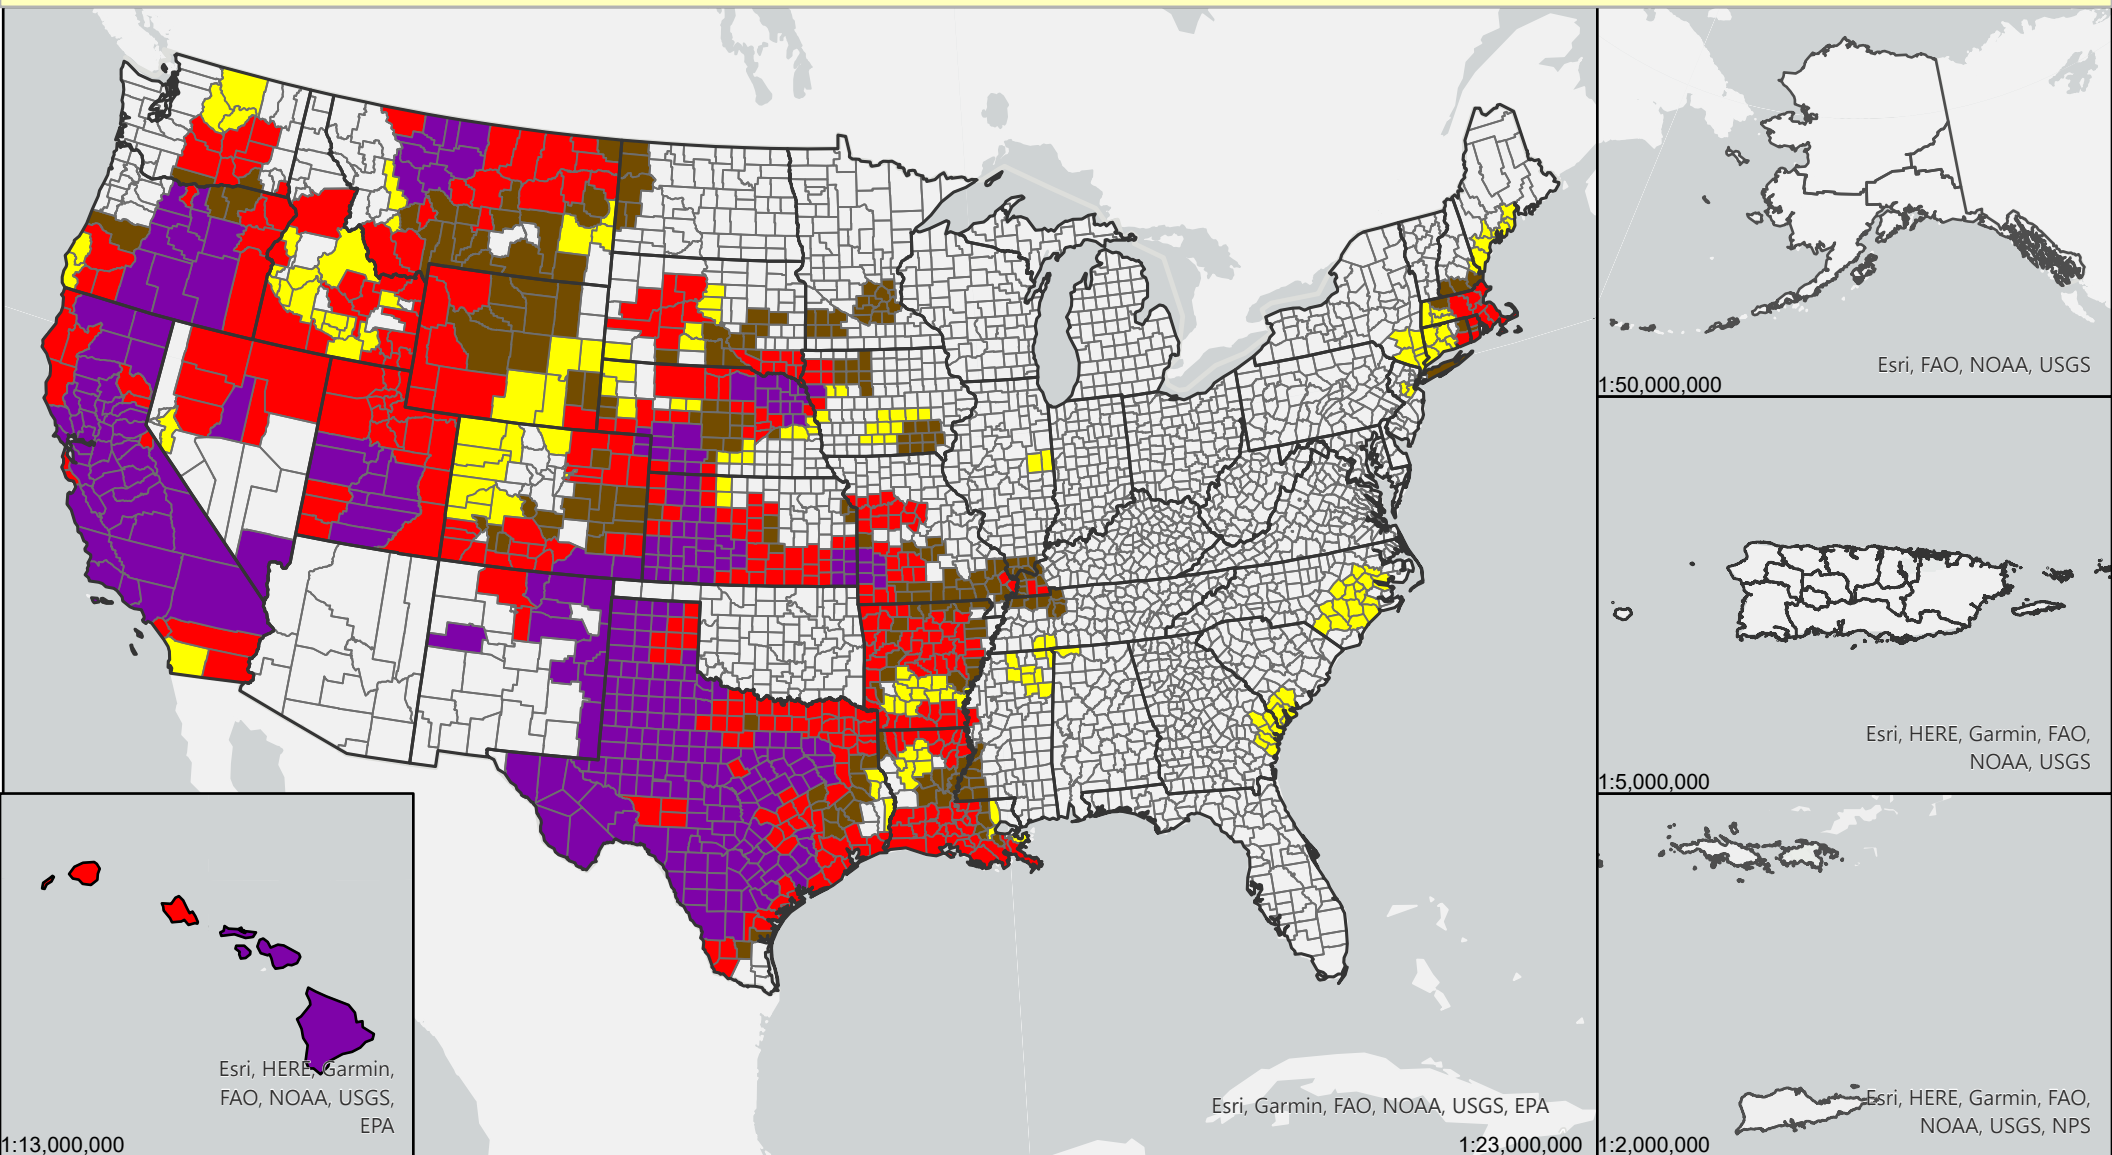 Esri, FAO, NOAA, USGS
1:50,000,000
Esri, HERE, Garmin, FAO,
NOAA, USGS
1:5,000,000
Esri, HERE, Garmin,
FAO, NOAA, USGS,
EPA
1:13,000,000
Esri, Garmin, FAO, NOAA, USGS, EPA
1:23,000,000
Esri, HERE, Garmin, FAO,
NOAA, USGS, NPS
1:2,000,000